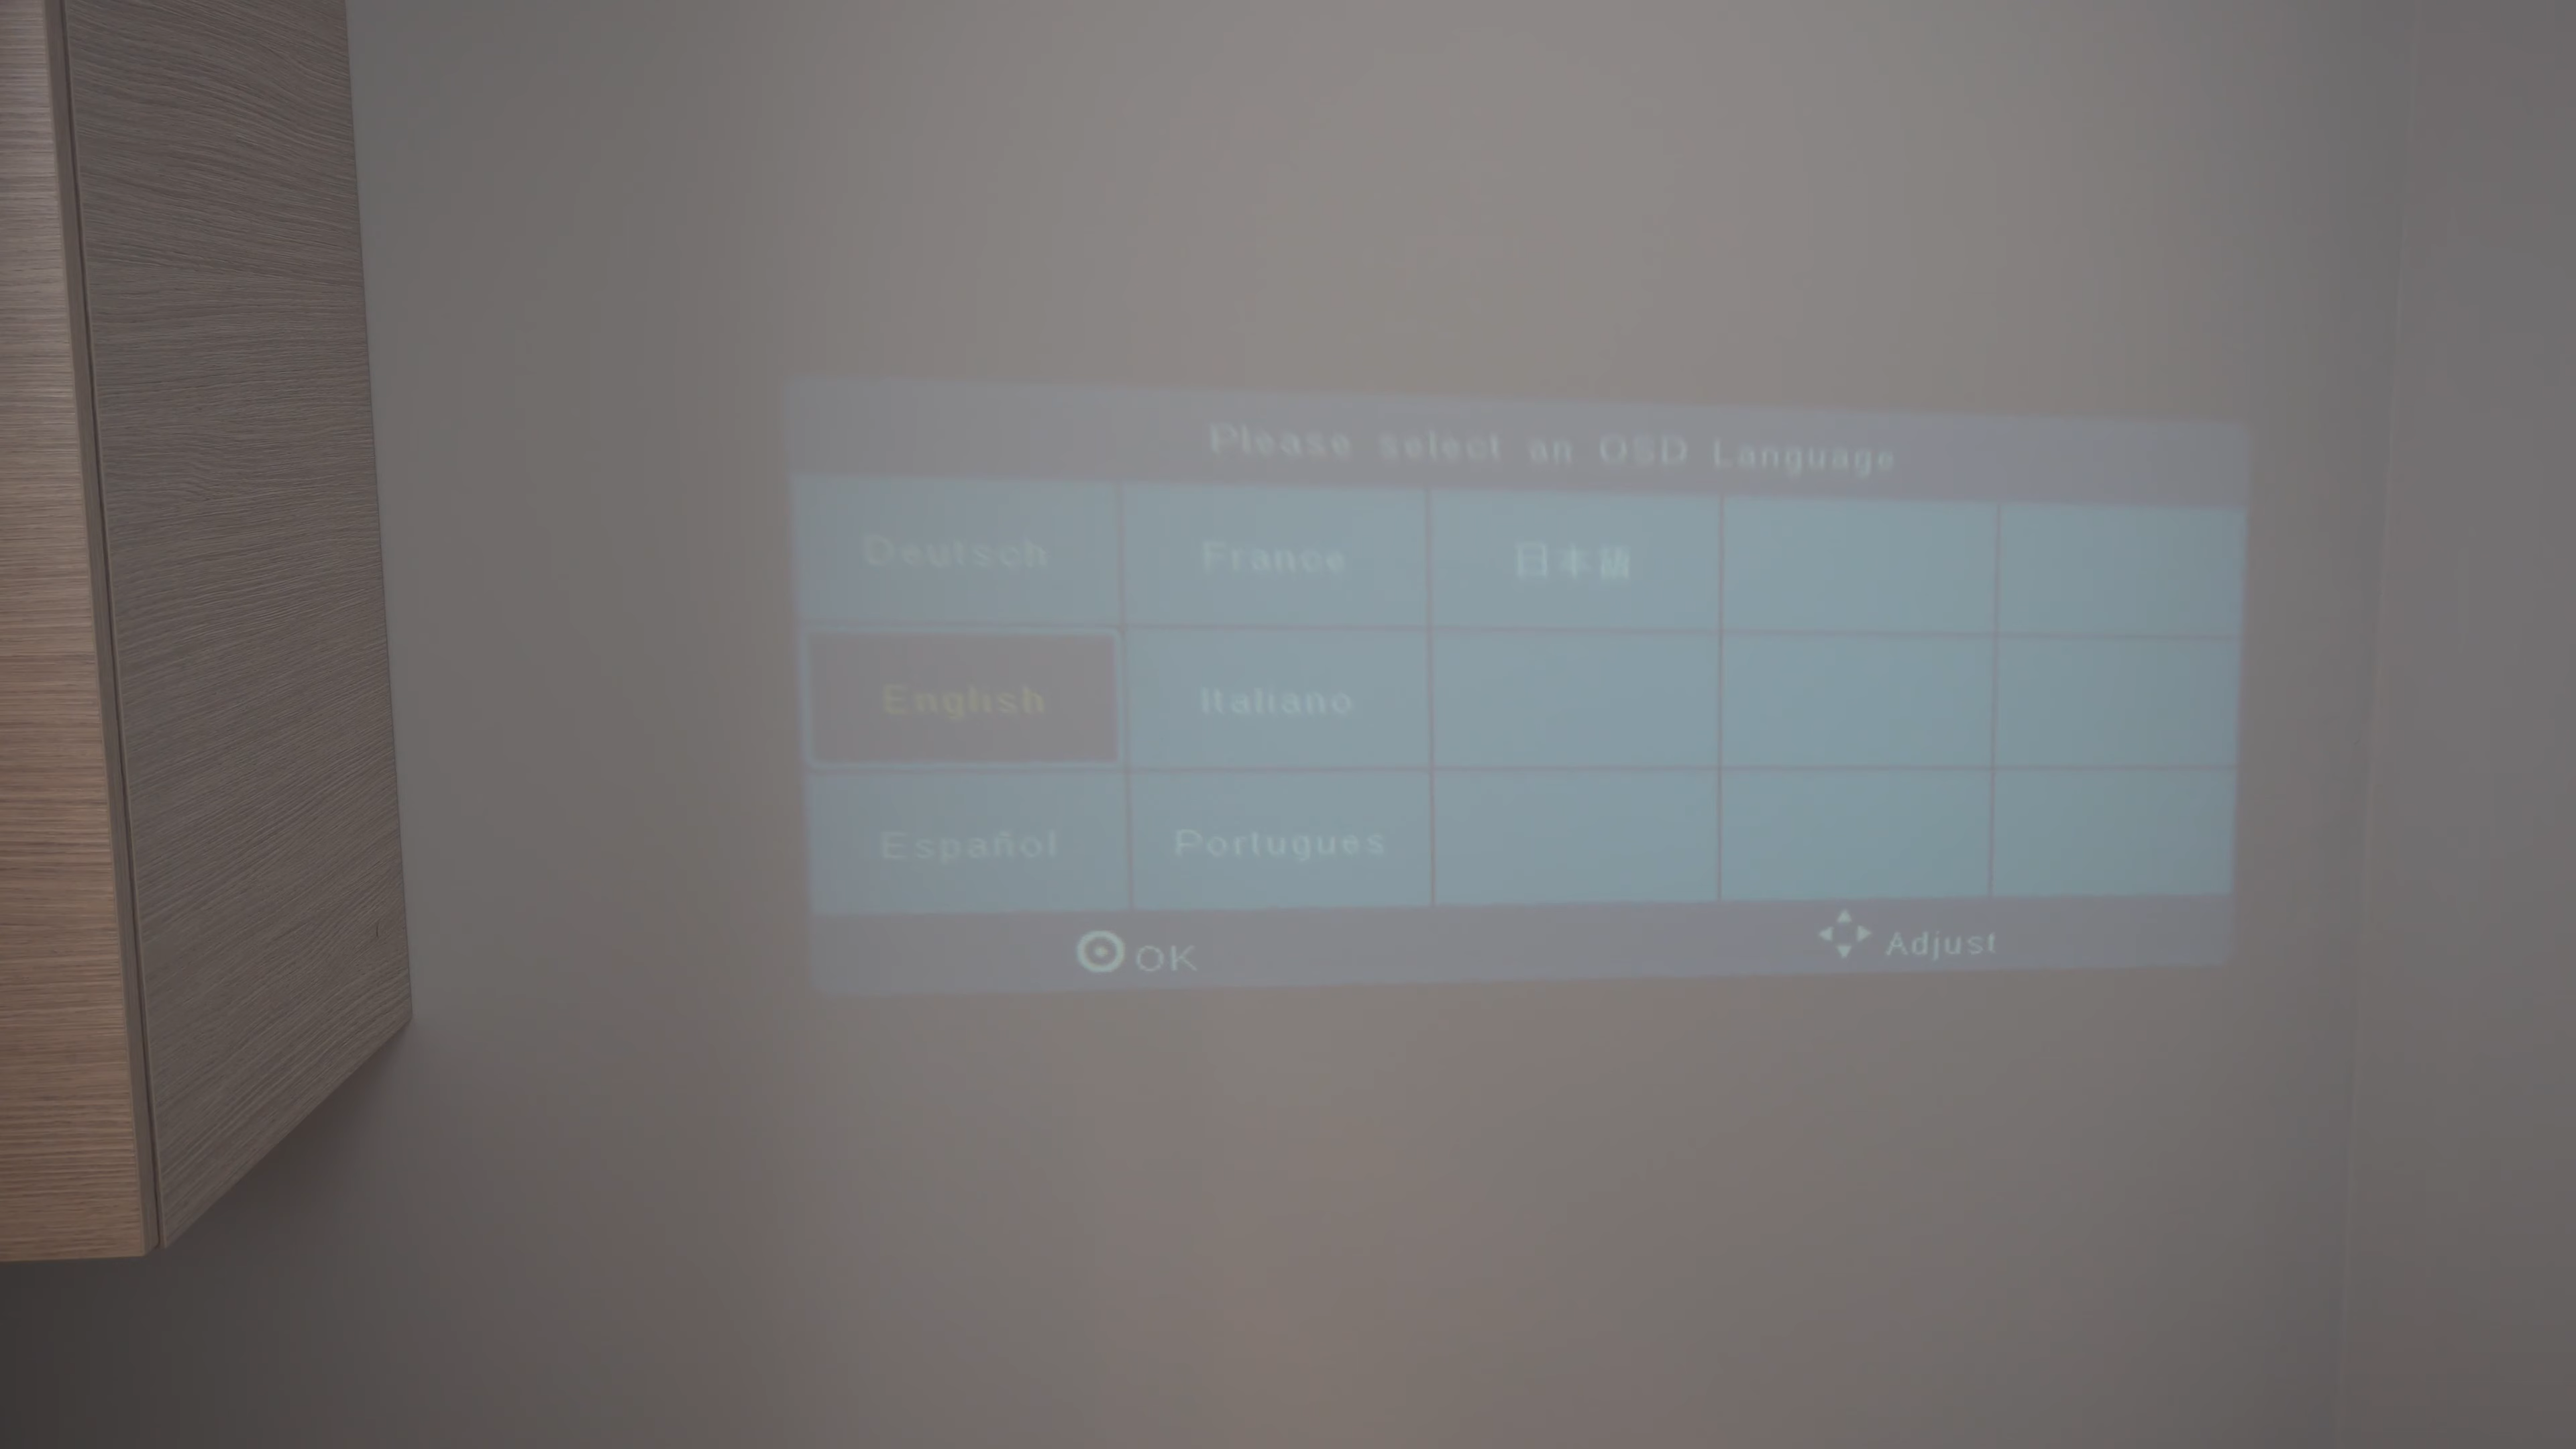 Please select an OSD Language
Deutsch France 日本語
English Italiano
Español Portugues
OK Adjust